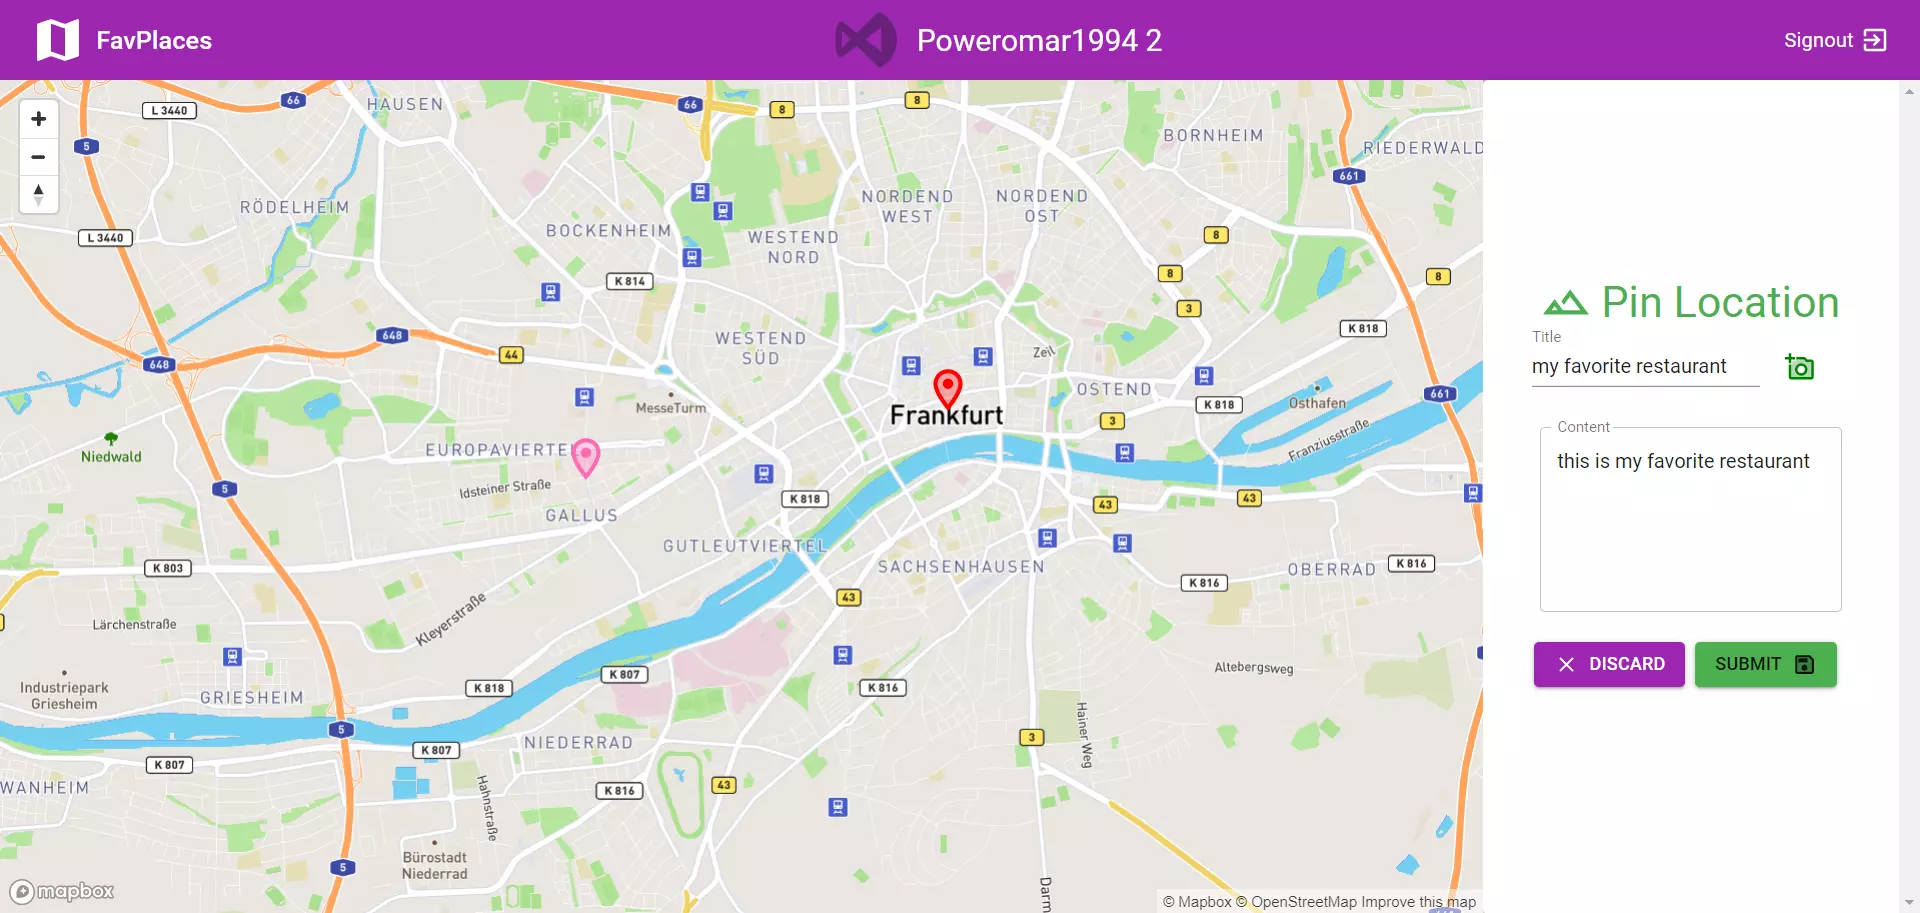 FavPlaces
Poweromar1994 2
Signout
L 3440
66
HAUSEN
66
8
8
BORNHEIM
RIEDERWALD
5
661
RÖDELHEIM
NORDEND
WEST
NORDEND
OST
L 3440
BOCKENHEIM
WESTEND
NORD
8
K 814
8
8
3
648
WESTEND
SÜD
K 818
44
Zeil
648
OSTEND
MesseTurm
K 818
Osthafen
661
Frankfurt
3
Franziusstraße
Niedwald
EUROPAVIERTEL
Idsteiner Straße
5
K 818
43
43
GALLUS
GUTLEUTVIERTEL
SACHSENHAUSEN
K 803
OBERRAD
K 816
K 816
43
Kleyerstraße
Lärchenstraße
Altebergsweg
Industriepark
Griesheim
K 807
K 818
K 816
GRIESHEIM
5
Hainer Weg
3
NIEDERRAD
K 807
K 807
WANHEIM
K 816
43
Hahnstraße
Bürostadt
Niederrad
5
Darm
661
mapbox
© Mapbox © OpenStreetMap Improve this map
Pin Location
Title
my favorite restaurant
Content
this is my favorite restaurant
DISCARD
SUBMIT